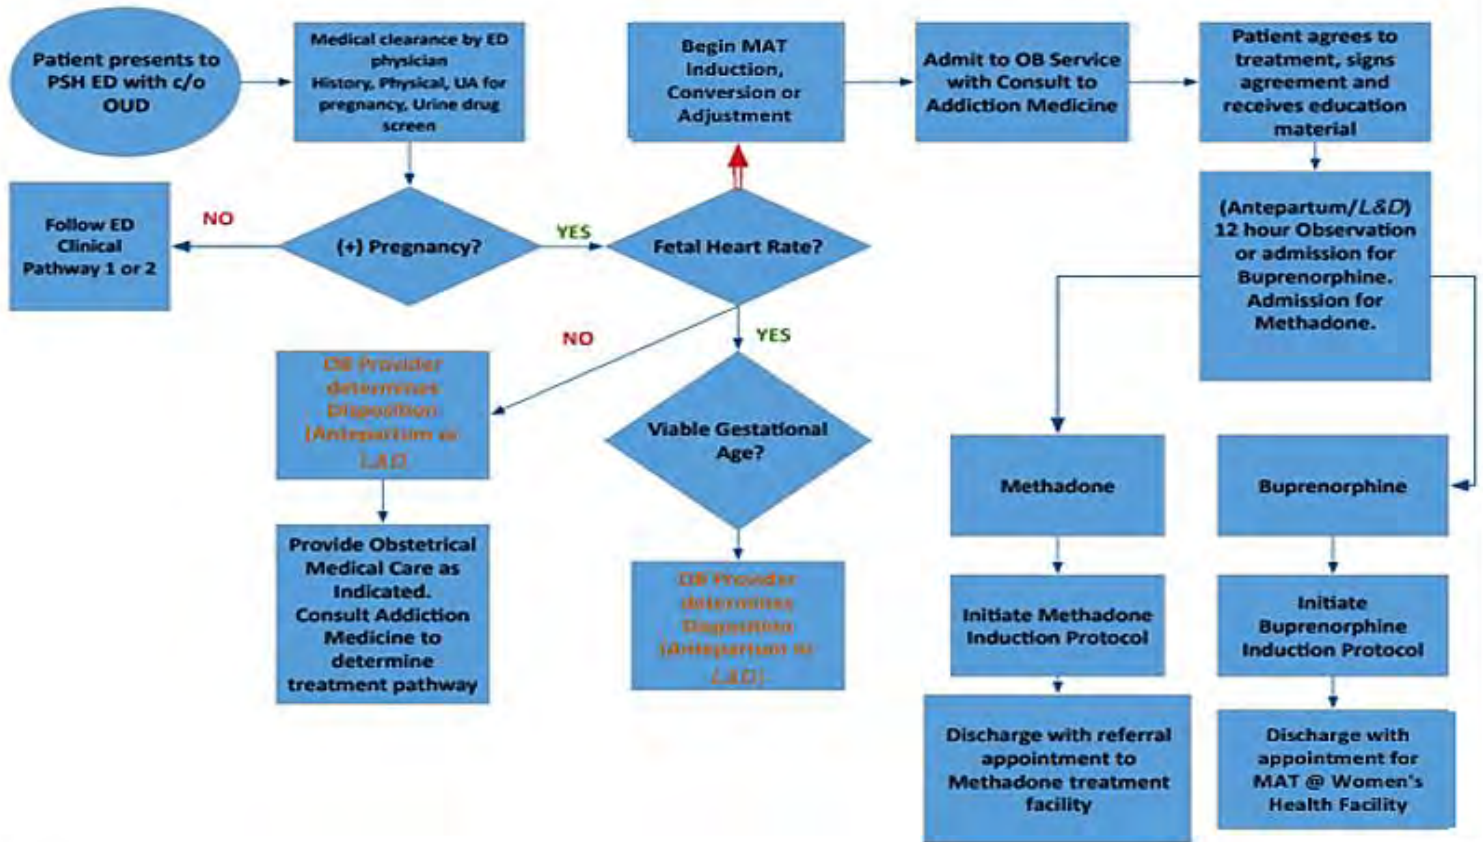 Patient presents to
PSH ED with c/o
OUD
Medical clearance by ED
physician
History, Physical, UA for
pregnancy, Urine drug
screen
Begin MAT
Induction,
Conversion or
Adjustment
Admit to OB Service
with Consult to
Addiction Medicine
Patient agrees to
treatment, signs
agreement and
receives education
material
Follow ED
Clinical
Pathway 1 or 2
NO
(+) Pregnancy?
YES
Fetal Heart Rate?
(Antepartum/L&D)
12 hour Observation
or admission for
Buprenorphine.
Admission for
Methadone.
NO
YES
OB Provider
determines
Disposition
(Antepartum or
L&D
Viable Gestational
Age?
Methadone
Buprenorphine
Provide Obstetrical
Medical Care as
Indicated.
Consult Addiction
Medicine to
determine
treatment pathway
OB Provider
determines
Disposition
(Antepartum or
L&D).
Initiate Methadone
Induction Protocol
Initiate
Buprenorphine
Induction Protocol
Discharge with referral
appointment to
Methadone treatment
facility
Discharge with
appointment for
MAT @ Women's
Health Facility